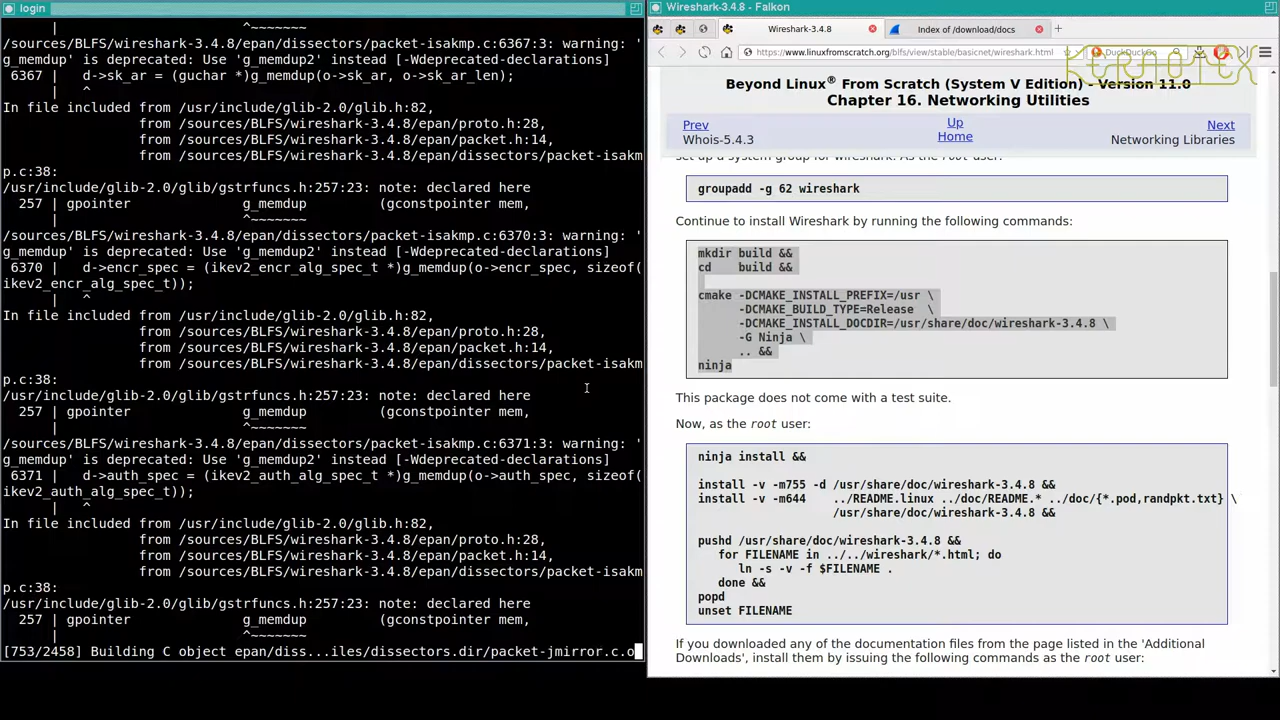 login
|         ^~~~~~~~
/sources/BLFS/wireshark-3.4.8/epan/dissectors/packet-isakmp.c:6367:3: warning: '
g_memdup' is deprecated: Use 'g_memdup2' instead [-Wdeprecated-declarations]
6367 |   d->sk_ar = (guchar *)g_memdup(o->sk_ar, o->sk_ar_len);
|   ^
In file included from /usr/include/glib-2.0/glib.h:82,
from /sources/BLFS/wireshark-3.4.8/epan/proto.h:28,
from /sources/BLFS/wireshark-3.4.8/epan/packet.h:14,
from /sources/BLFS/wireshark-3.4.8/epan/dissectors/packet-isakm
p.c:38:
/usr/include/glib-2.0/glib/gstrfuncs.h:257:23: note: declared here
257 | gpointer              g_memdup         (gconstpointer mem,
|                       ^~~~~~~~
/sources/BLFS/wireshark-3.4.8/epan/dissectors/packet-isakmp.c:6370:3: warning: '
g_memdup' is deprecated: Use 'g_memdup2' instead [-Wdeprecated-declarations]
6370 |   d->encr_spec = (ikev2_encr_alg_spec_t *)g_memdup(o->encr_spec, sizeof(
ikev2_encr_alg_spec_t));
|   ^
In file included from /usr/include/glib-2.0/glib.h:82,
from /sources/BLFS/wireshark-3.4.8/epan/proto.h:28,
from /sources/BLFS/wireshark-3.4.8/epan/packet.h:14,
from /sources/BLFS/wireshark-3.4.8/epan/dissectors/packet-isakm
p.c:38:
/usr/include/glib-2.0/glib/gstrfuncs.h:257:23: note: declared here
257 | gpointer              g_memdup         (gconstpointer mem,
|                       ^~~~~~~~
/sources/BLFS/wireshark-3.4.8/epan/dissectors/packet-isakmp.c:6371:3: warning: '
g_memdup' is deprecated: Use 'g_memdup2' instead [-Wdeprecated-declarations]
6371 |   d->auth_spec = (ikev2_auth_alg_spec_t *)g_memdup(o->auth_spec, sizeof(
ikev2_auth_alg_spec_t));
|   ^
In file included from /usr/include/glib-2.0/glib.h:82,
from /sources/BLFS/wireshark-3.4.8/epan/proto.h:28,
from /sources/BLFS/wireshark-3.4.8/epan/packet.h:14,
from /sources/BLFS/wireshark-3.4.8/epan/dissectors/packet-isakm
p.c:38:
/usr/include/glib-2.0/glib/gstrfuncs.h:257:23: note: declared here
257 | gpointer              g_memdup         (gconstpointer mem,
|                       ^~~~~~~~
[753/2458] Building C object epan/diss...iles/dissectors.dir/packet-jmirror.c.o
Wireshark-3.4.8 - Falkon
Wireshark-3.4.8
Index of /download/docs
https://www.linuxfromscratch.org/blfs/view/stable/basicnet/wireshark.html
DuckDuckGo
KERNOTEX
Beyond Linux® From Scratch (System V Edition) - Version 11.0
Chapter 16. Networking Utilities
Prev Up Next
Whois-5.4.3 Home Networking Libraries
set up a system group for wireshark. As the root user:
groupadd -g 62 wireshark
Continue to install Wireshark by running the following commands:
mkdir build &&
cd    build &&
cmake -DCMAKE_INSTALL_PREFIX=/usr \
-DCMAKE_BUILD_TYPE=Release  \
-DCMAKE_INSTALL_DOCDIR=/usr/share/doc/wireshark-3.4.8 \
-G Ninja \
.. &&
ninja
This package does not come with a test suite.
Now, as the root user:
ninja install &&
install -v -m755 -d /usr/share/doc/wireshark-3.4.8 &&
install -v -m644    ../README.linux ../doc/README.* ../doc/{*.pod,randpkt.txt} \
/usr/share/doc/wireshark-3.4.8 &&
pushd /usr/share/doc/wireshark-3.4.8 &&
for FILENAME in ../../wireshark/*.html; do
ln -s -v -f $FILENAME .
done &&
popd
unset FILENAME
If you downloaded any of the documentation files from the page listed in the 'Additional
Downloads', install them by issuing the following commands as the root user: